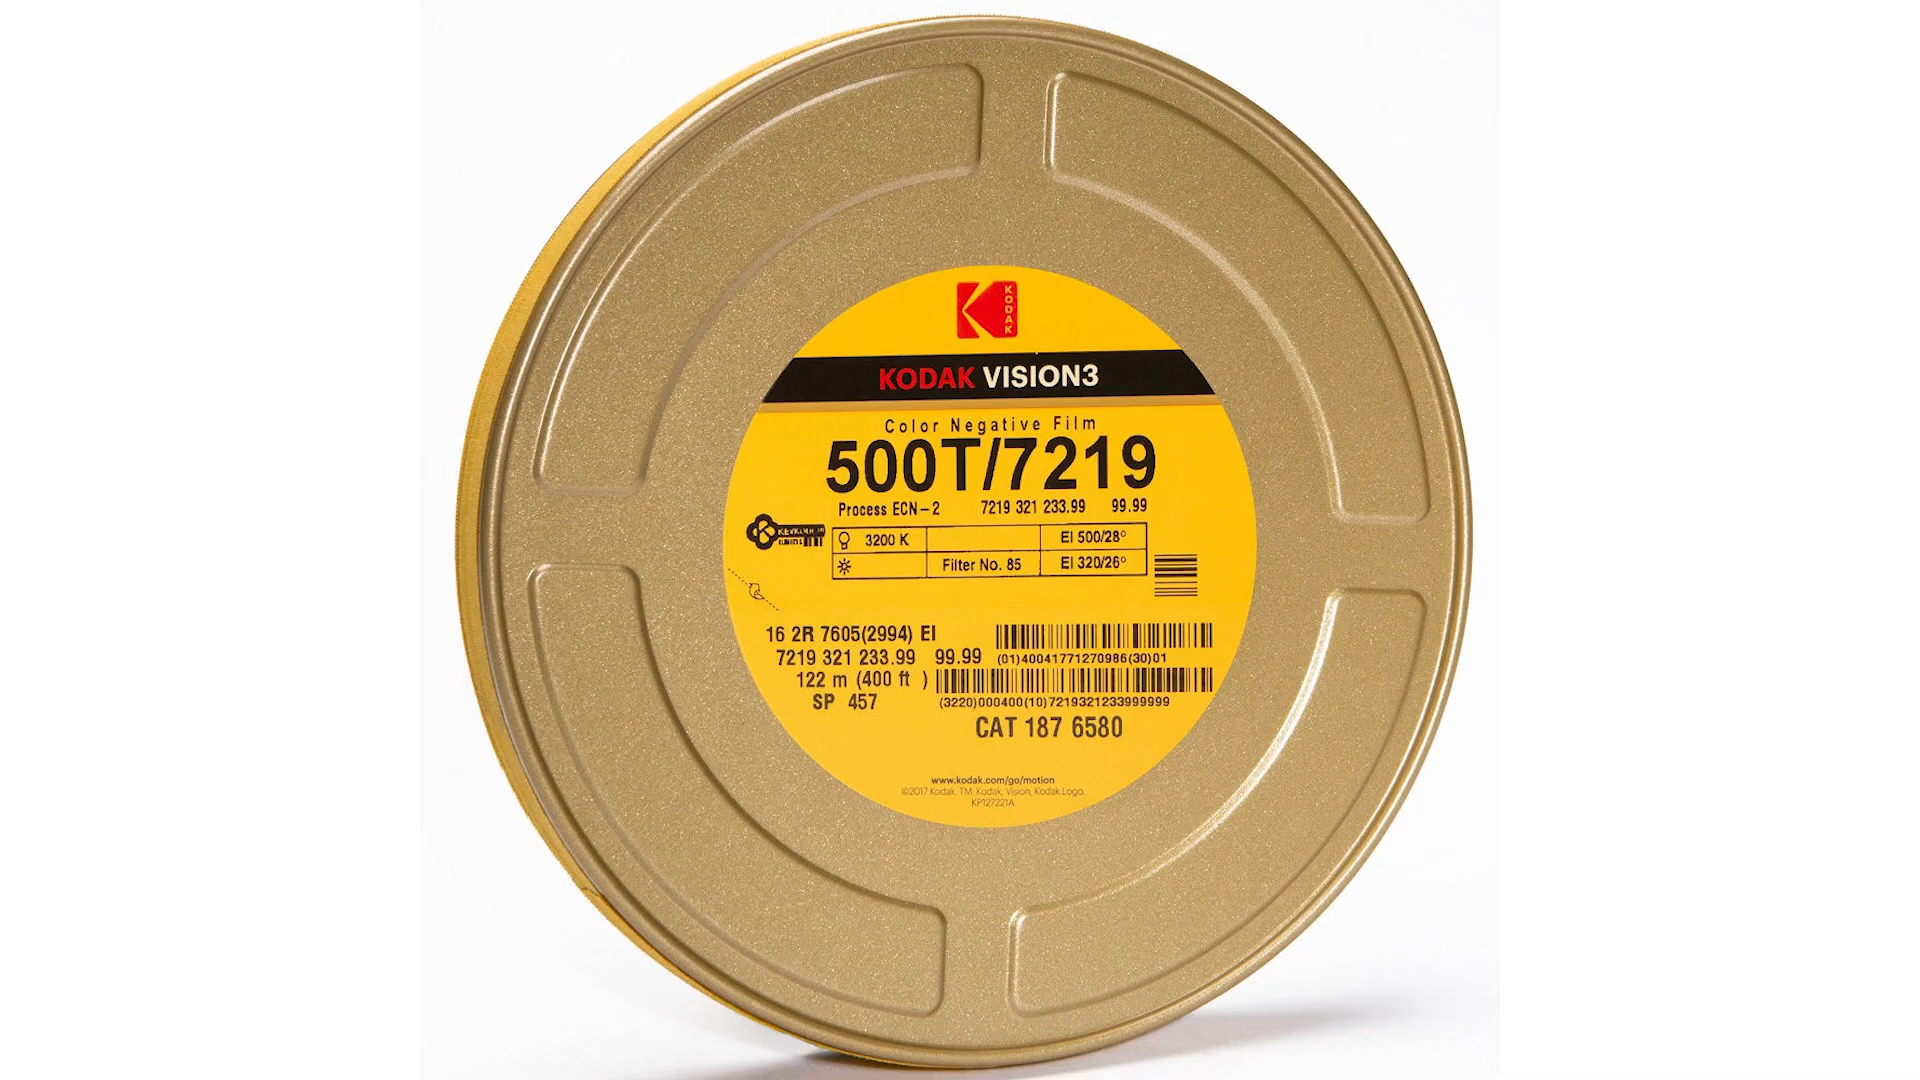 KODAK
KODAK VISION3
Color Negative Film
500T/7219
Process ECN-2 7219 321 233.99 99.99
3200 K EI 500/28°
Filter No. 85 EI 320/26°
16 2R 7605(2994) EI
7219 321 233.99 99.99 (01)40041771270986(30)01
122 m (400 ft )
SP 457 (3220)000400(10)7219321233999999
CAT 187 6580
www.kodak.com/go/motion
©2017 Kodak. TM: Kodak, Vision, Kodak Logo.
KP127221A